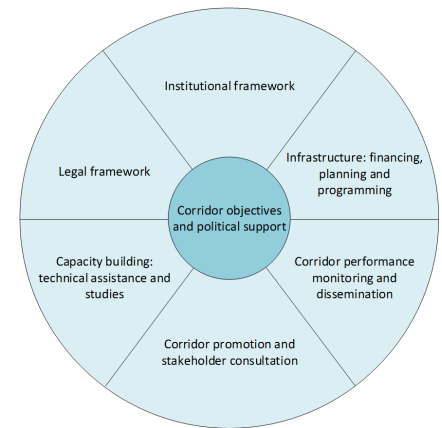 Institutional framework
Legal framework
Infrastructure: financing,
planning and
programming
Corridor objectives
and political support
Capacity building:
technical assistance and
studies
Corridor performance
monitoring and
dissemination
Corridor promotion and
stakeholder consultation